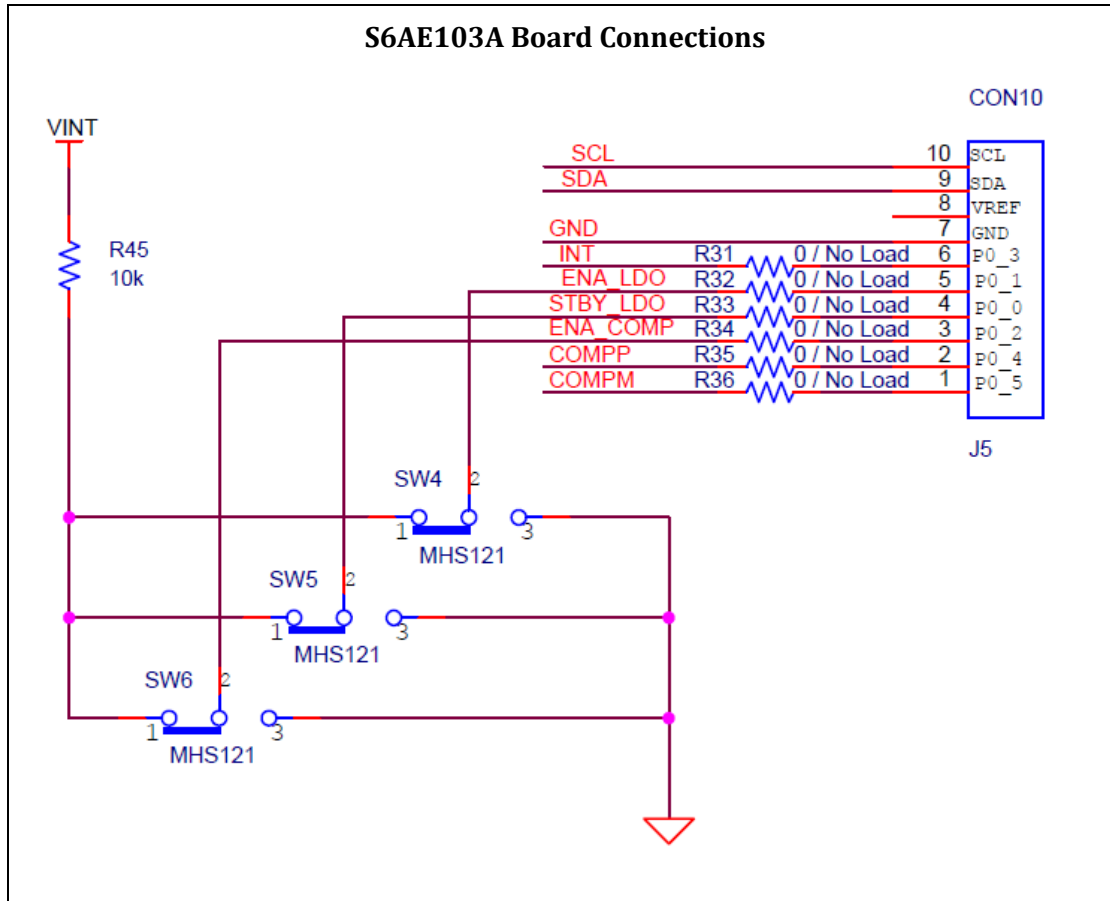 S6AE103A Board Connections
CON10
VINT
SCL 10 SCL
SDA 9 SDA
8 VREF
GND 7 GND
INT R31 0 / No Load 6 P0_3
ENA_LDO R32 0 / No Load 5 P0_1
STBY_LDO R33 0 / No Load 4 P0_0
ENA_COMP R34 0 / No Load 3 P0_2
COMPP R35 0 / No Load 2 P0_4
COMPM R36 0 / No Load 1 P0_5
R45
10k
J5
SW4 2
1 3
MHS121
SW5 2
1 3
MHS121
SW6 2
1 3
MHS121